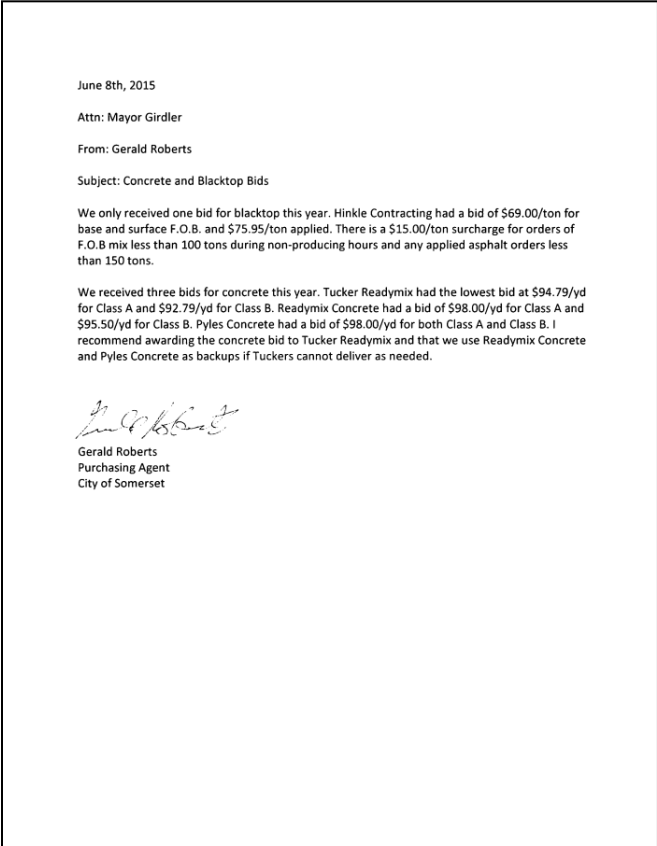 June 8th, 2015
Attn: Mayor Girdler
From: Gerald Roberts
Subject: Concrete and Blacktop Bids
We only received one bid for blacktop this year. Hinkle Contracting had a bid of $69.00/ton for
base and surface F.O.B. and $75.95/ton applied. There is a $15.00/ton surcharge for orders of
F.O.B mix less than 100 tons during non-producing hours and any applied asphalt orders less
than 150 tons.
We received three bids for concrete this year. Tucker Readymix had the lowest bid at $94.79/yd
for Class A and $92.79/yd for Class B. Readymix Concrete had a bid of $98.00/yd for Class A and
$95.50/yd for Class B. Pyles Concrete had a bid of $98.00/yd for both Class A and Class B. I
recommend awarding the concrete bid to Tucker Readymix and that we use Readymix Concrete
and Pyles Concrete as backups if Tuckers cannot deliver as needed.
Gerald Roberts
Purchasing Agent
City of Somerset